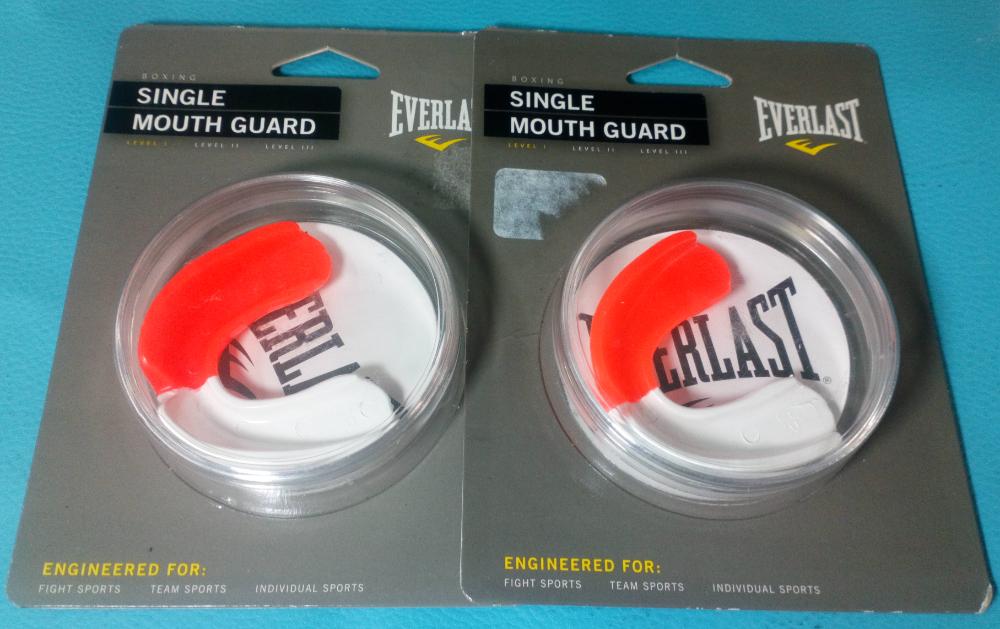 BOXING
SINGLE
MOUTH GUARD
LEVEL I LEVEL II LEVEL III
EVERLA
ERLA
ENGINEERED FOR:
FIGHT SPORTS TEAM SPORTS INDIVIDUAL SPORTS
BOXING
SINGLE
MOUTH GUARD
LEVEL I LEVEL II LEVEL III
EVERLAST
ERLAST®
ENGINEERED FOR:
FIGHT SPORTS TEAM SPORTS INDIVIDUAL SPORTS